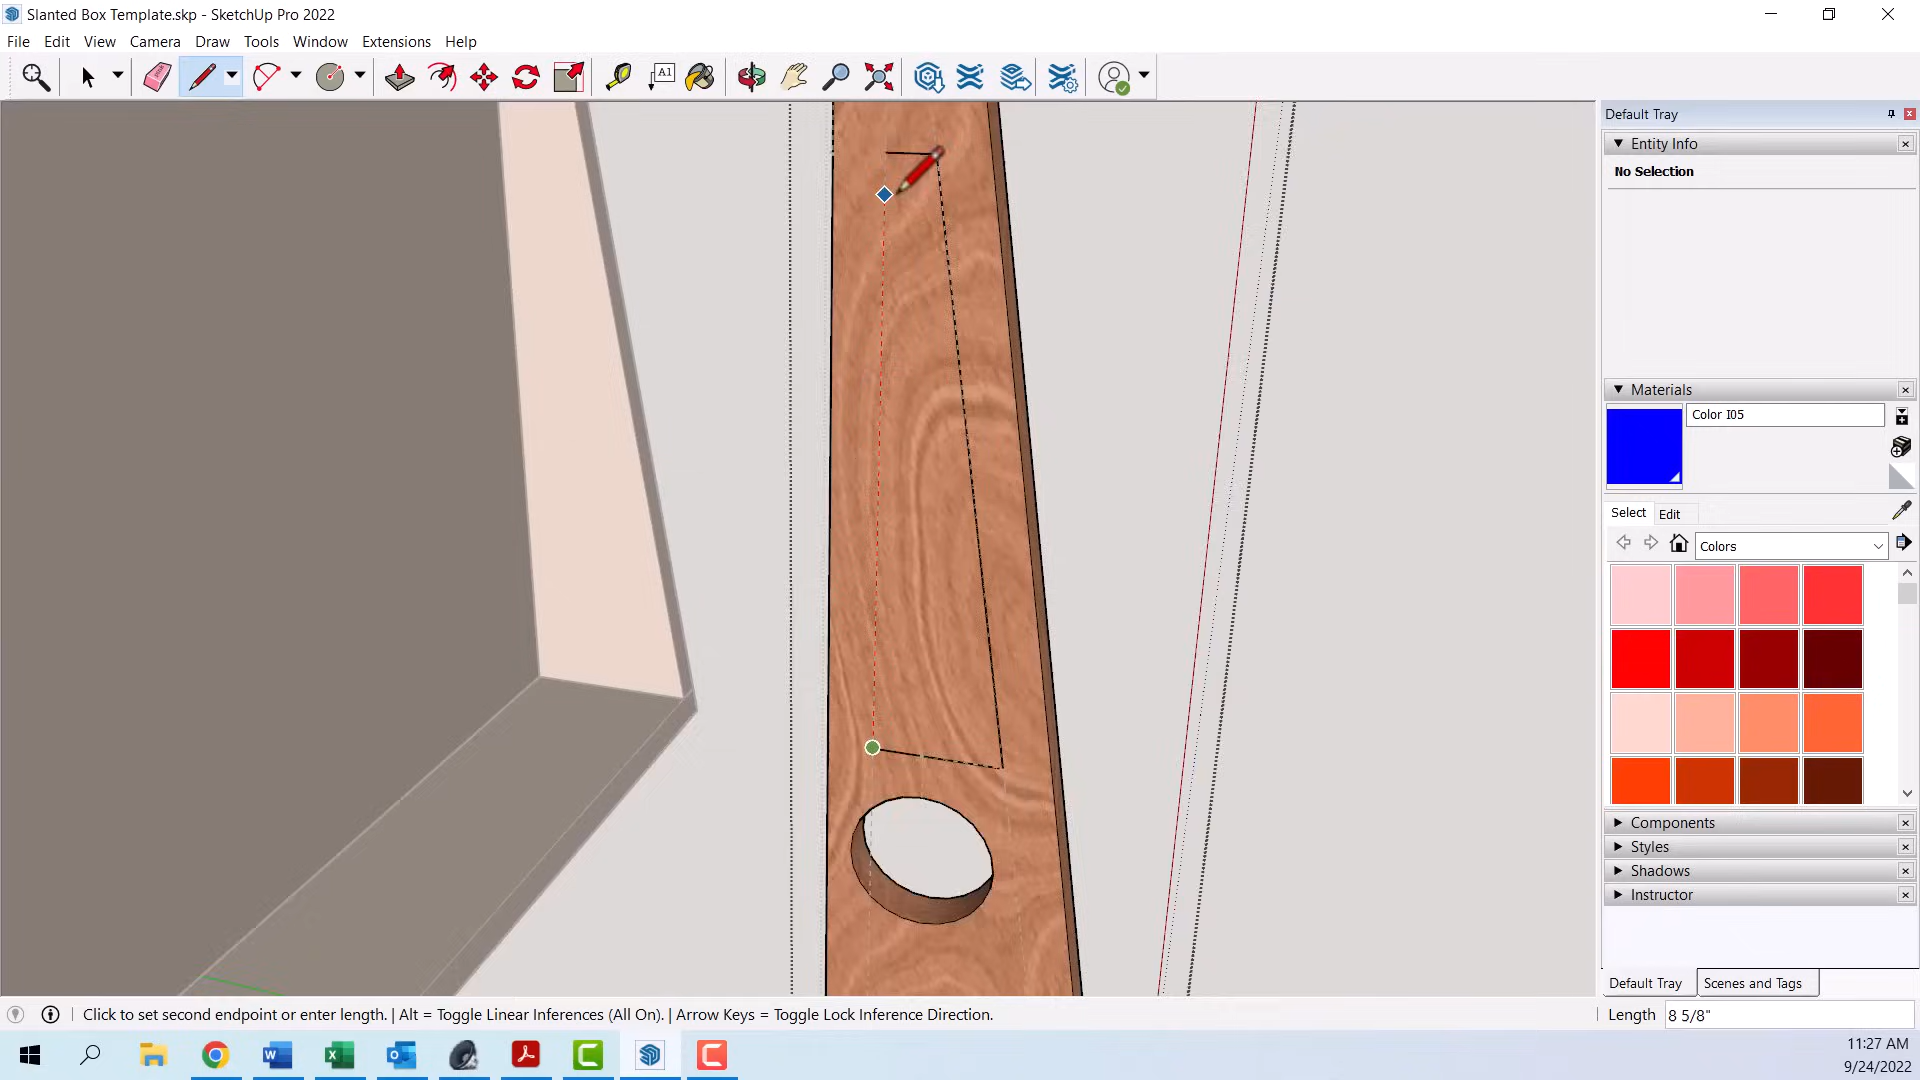 Slanted Box Template.skp - SketchUp Pro 2022
File Edit View Camera Draw Tools Window Extensions Help
A1
Default Tray
Entity Info
No Selection
Materials
Color I05
Select Edit
Colors
Components
Styles
Shadows
Instructor
Default Tray Scenes and Tags
Click to set second endpoint or enter length. | Alt = Toggle Linear Inferences (All On). | Arrow Keys = Toggle Lock Inference Direction.
Length 8 5/8"
11:27 AM
9/24/2022